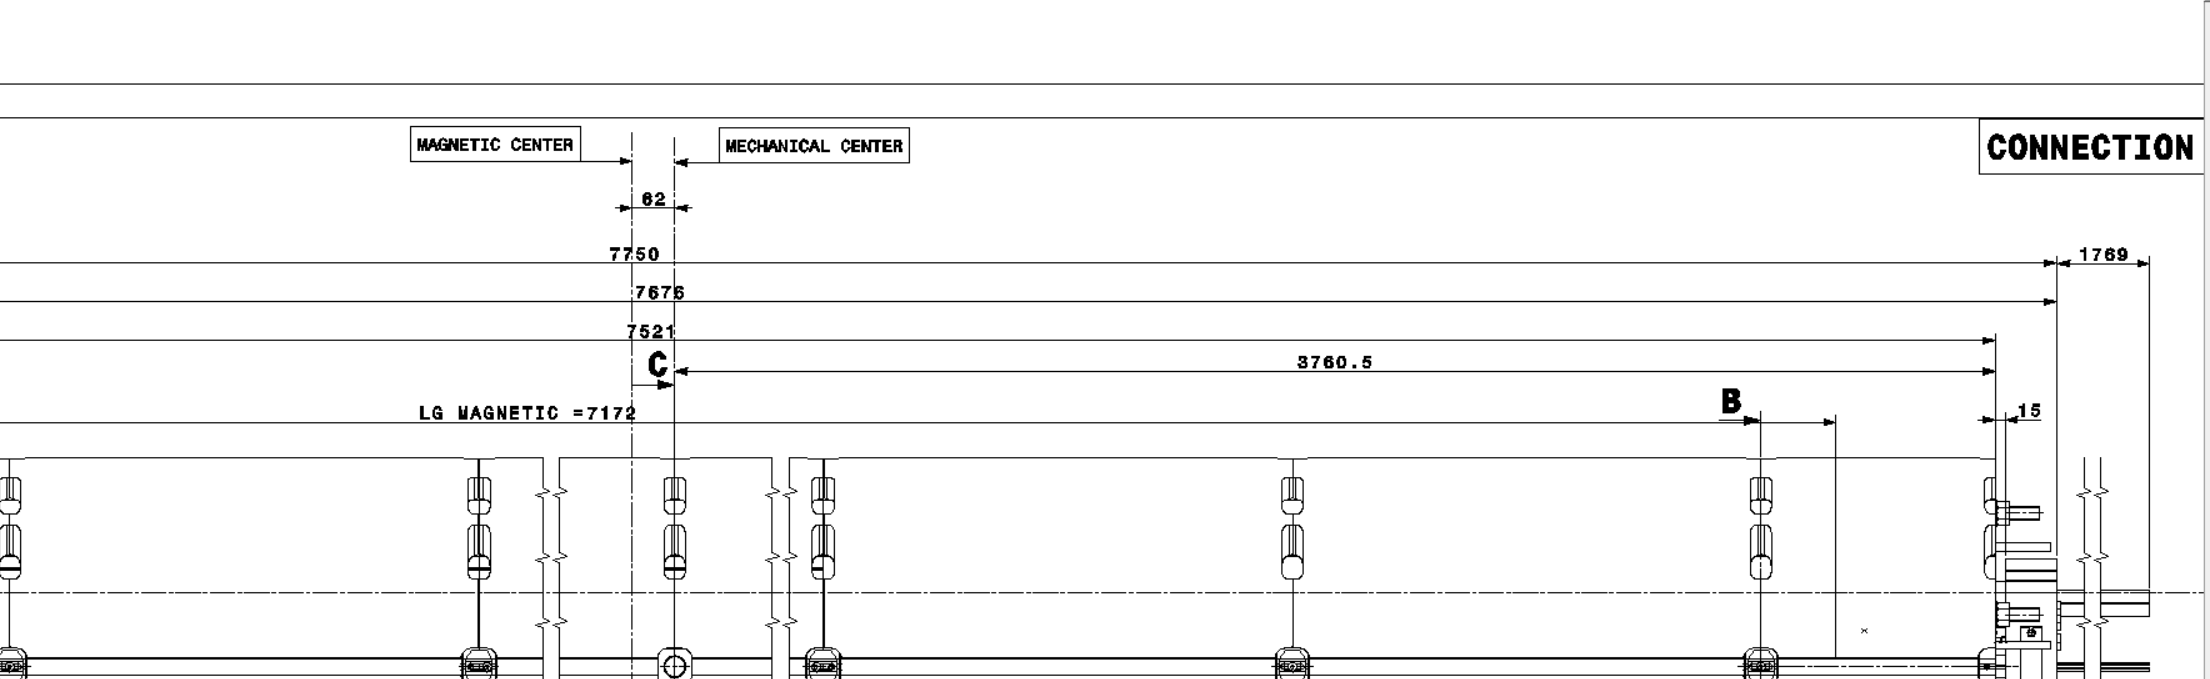 MAGNETIC CENTER
MECHANICAL CENTER
CONNECTION
62
7750
1769
7676
7521
C
3760.5
LG MAGNETIC =7172
B
15